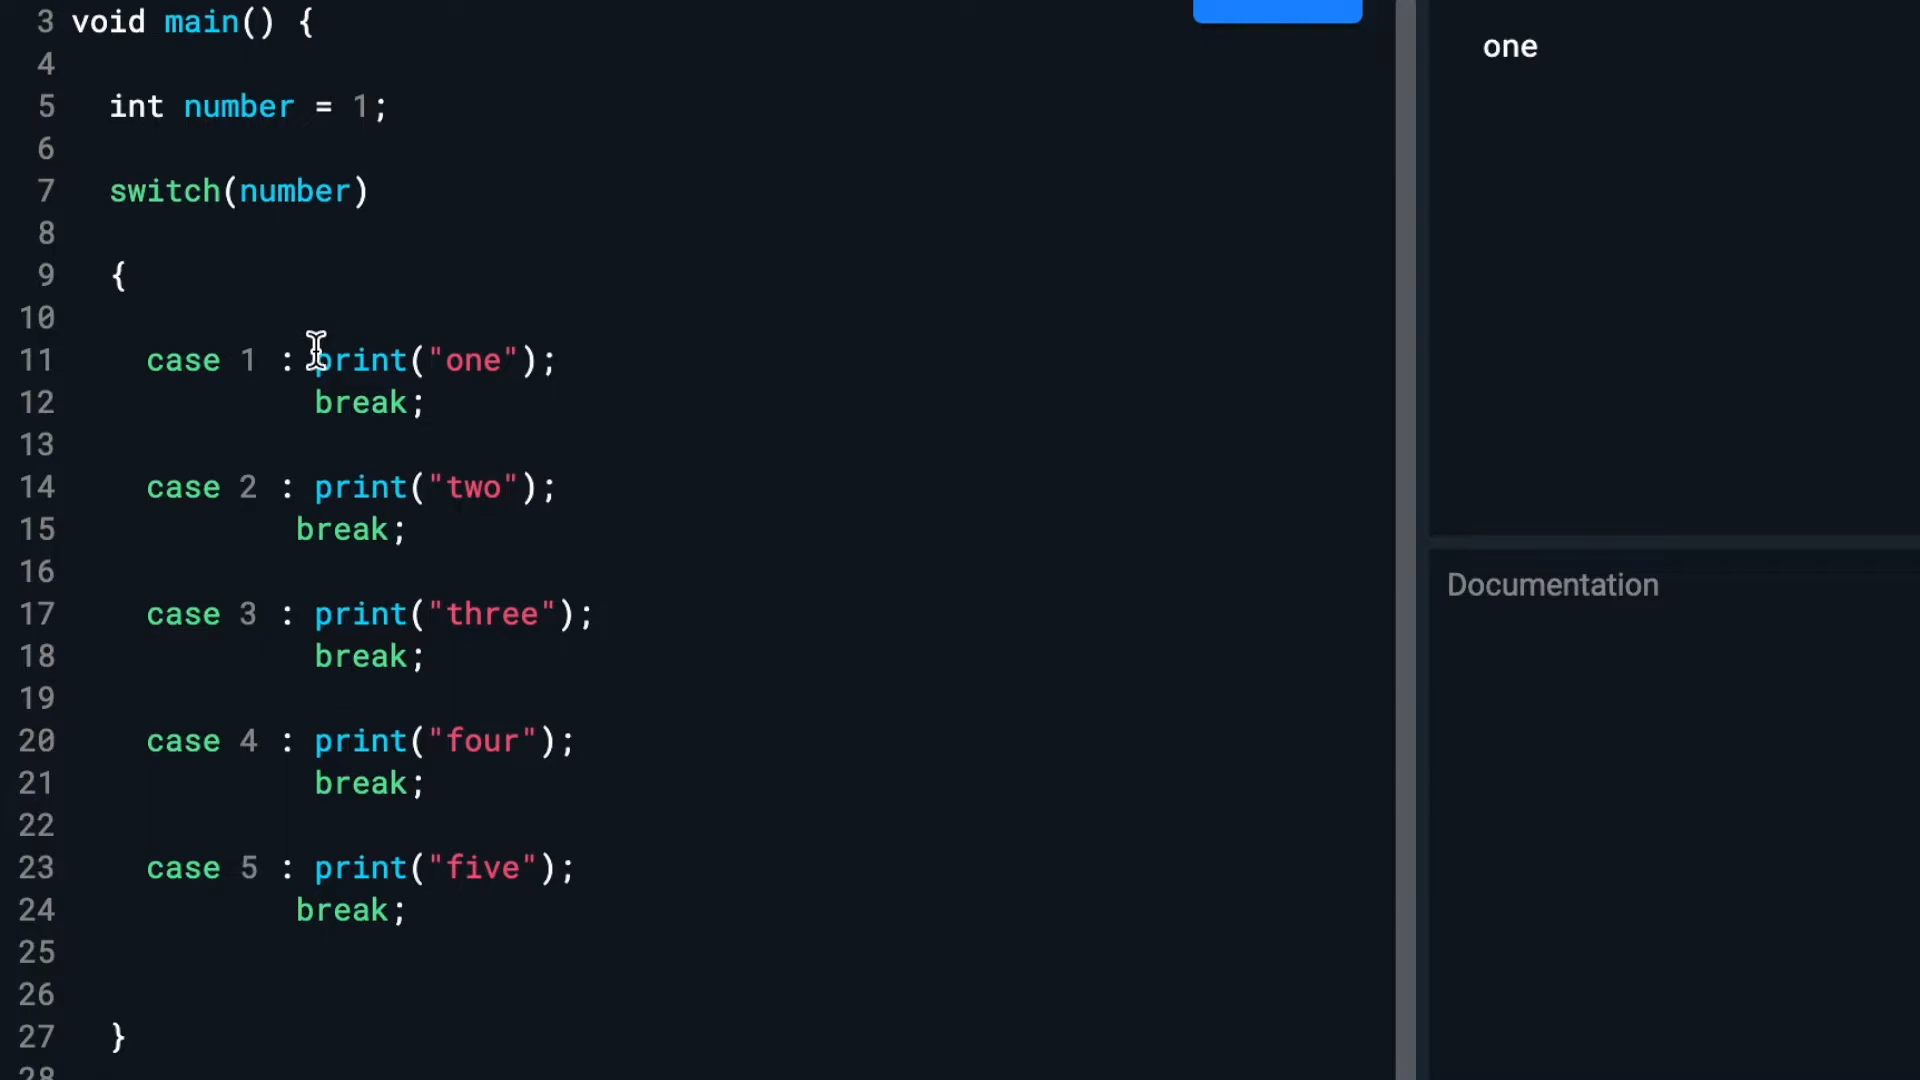 3 void main() {
4
5 int number = 1;
6
7 switch(number)
8
9 {
10
11 case 1 : print("one");
12 break;
13
14 case 2 : print("two");
15 break;
16
17 case 3 : print("three");
18 break;
19
20 case 4 : print("four");
21 break;
22
23 case 5 : print("five");
24 break;
25
26
27 }
28
one
Documentation